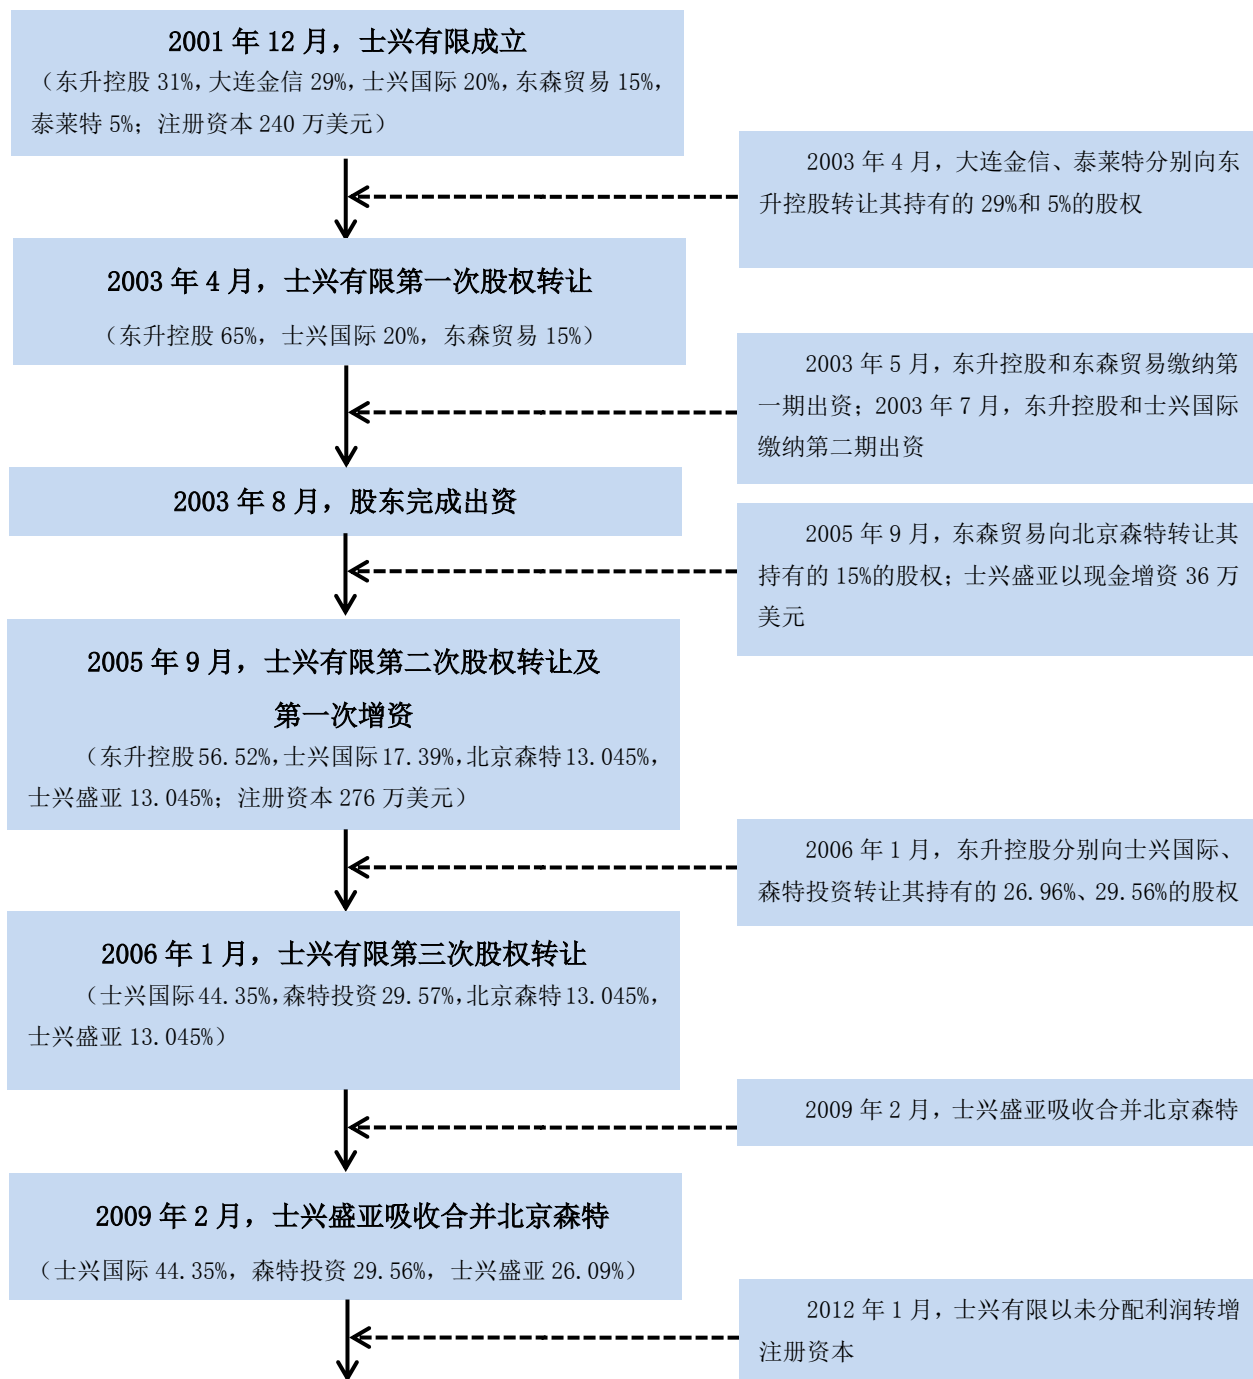 2001 年 12 月，士兴有限成立
（东升控股 31%，大连金信 29%，士兴国际 20%，东森贸易 15%，
泰莱特 5%；注册资本 240 万美元）
2003 年 4 月，大连金信、泰莱特分别向东
升控股转让其持有的 29%和 5%的股权
2003 年 4 月，士兴有限第一次股权转让
（东升控股 65%，士兴国际 20%，东森贸易 15%）
2003 年 5 月，东升控股和东森贸易缴纳第
一期出资；2003 年 7 月，东升控股和士兴国际
缴纳第二期出资
2003 年 8 月，股东完成出资
2005 年 9 月，东森贸易向北京森特转让其
持有的 15%的股权；士兴盛亚以现金增资 36 万
美元
2005 年 9 月，士兴有限第二次股权转让及
第一次增资
（东升控股 56.52%，士兴国际 17.39%，北京森特 13.045%，
士兴盛亚 13.045%；注册资本 276 万美元）
2006 年 1 月，东升控股分别向士兴国际、
森特投资转让其持有的 26.96%、29.56%的股权
2006 年 1 月，士兴有限第三次股权转让
（士兴国际 44.35%，森特投资 29.57%，北京森特 13.045%，
士兴盛亚 13.045%）
2009 年 2 月，士兴盛亚吸收合并北京森特
2009 年 2 月，士兴盛亚吸收合并北京森特
（士兴国际 44.35%，森特投资 29.56%，士兴盛亚 26.09%）
2012 年 1 月，士兴有限以未分配利润转增
注册资本